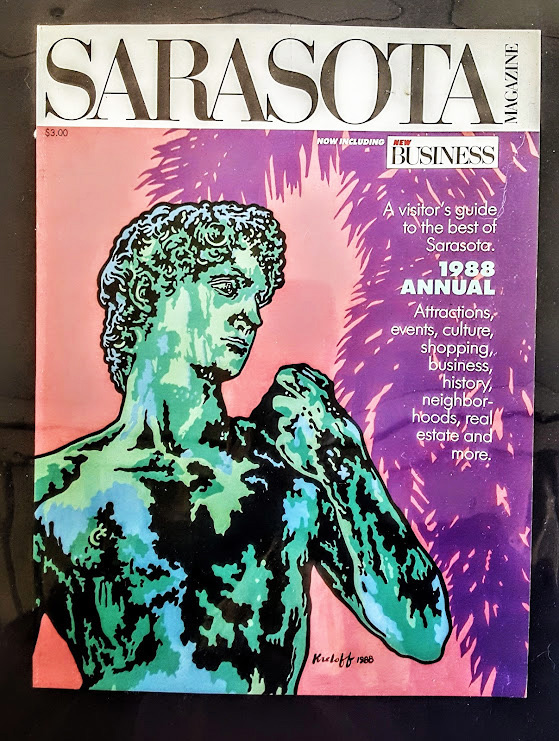 SARASOTA
MAGAZINE
$3.00
NOW INCLUDING
NEW
BUSINESS
A visitor's guide
to the best of
Sarasota.
1988
ANNUAL
Attractions,
events, culture,
shopping,
business,
history,
neighbor-
hoods, real
estate and
more.
1988